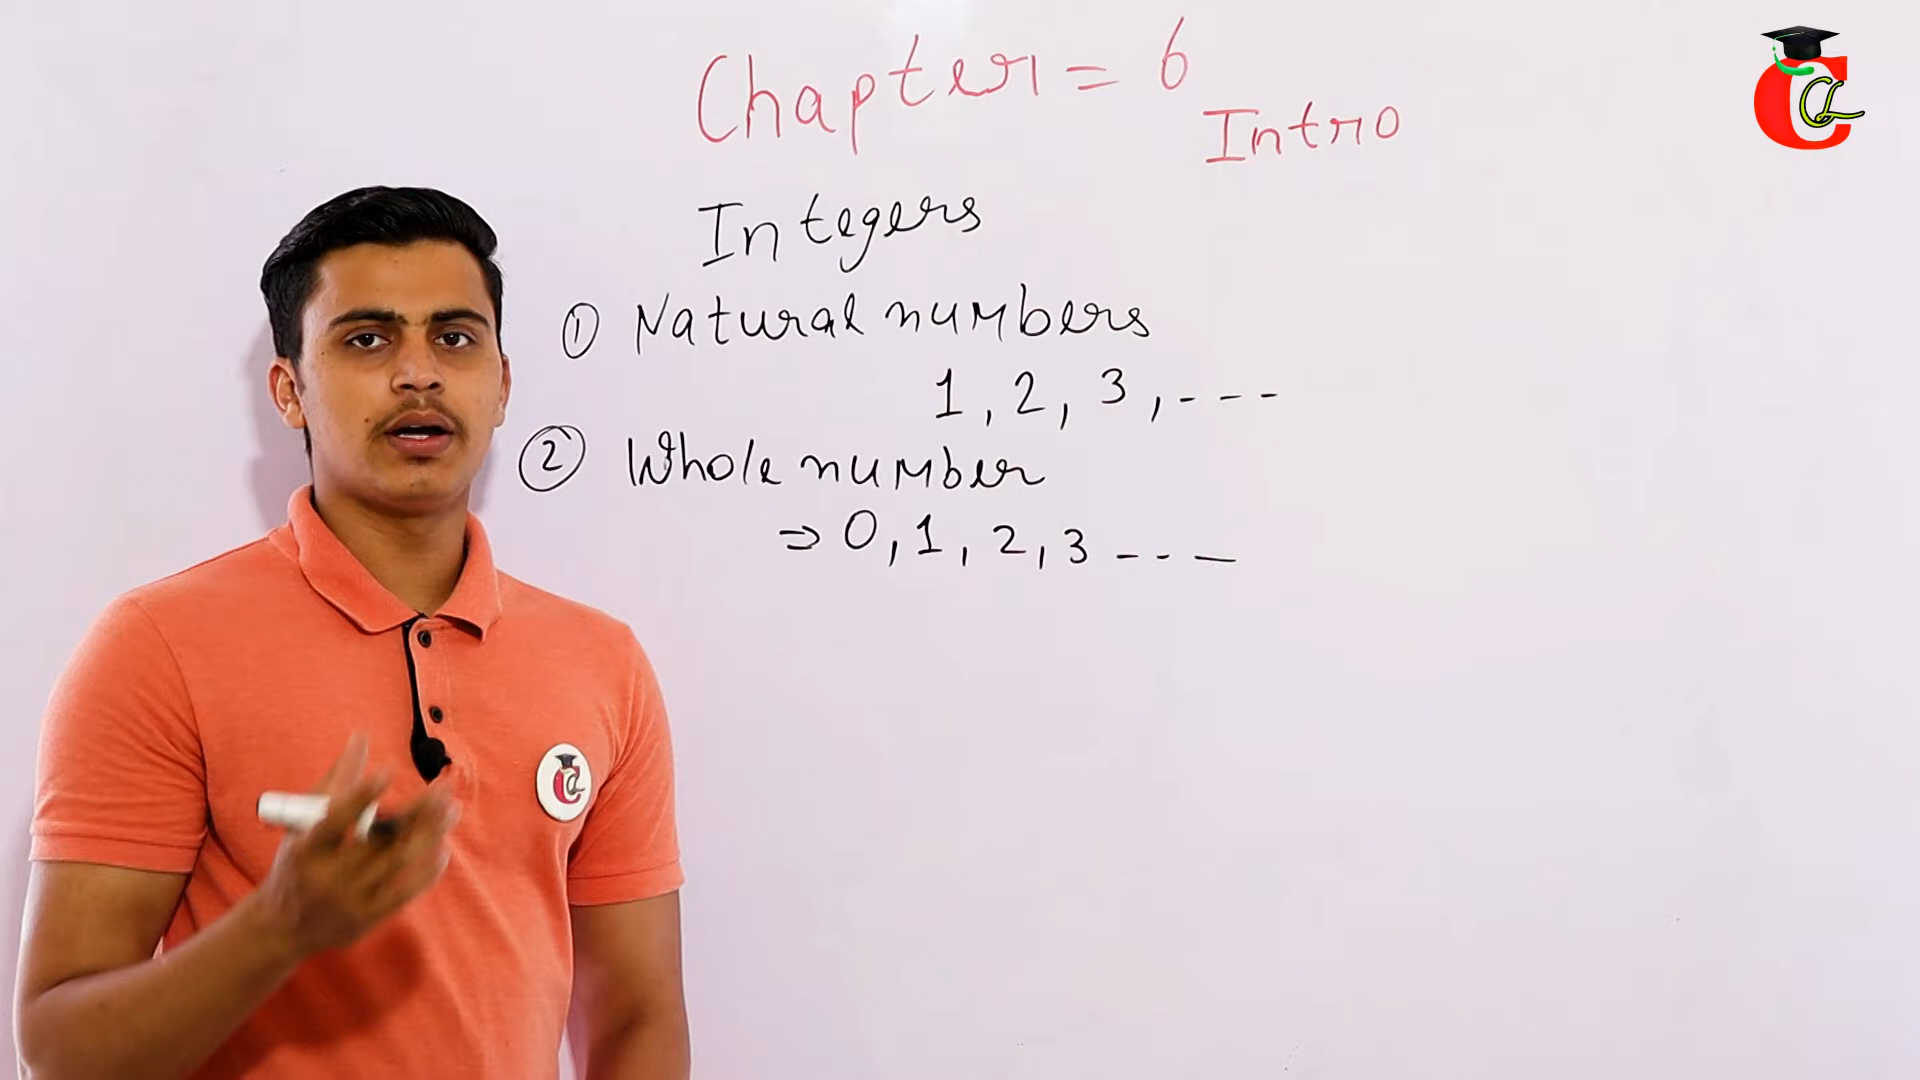 Chapter = 6
Intro
Integers
① Natural numbers
1, 2, 3, - - -
② Whole number
⇒ 0, 1, 2, 3 - - -